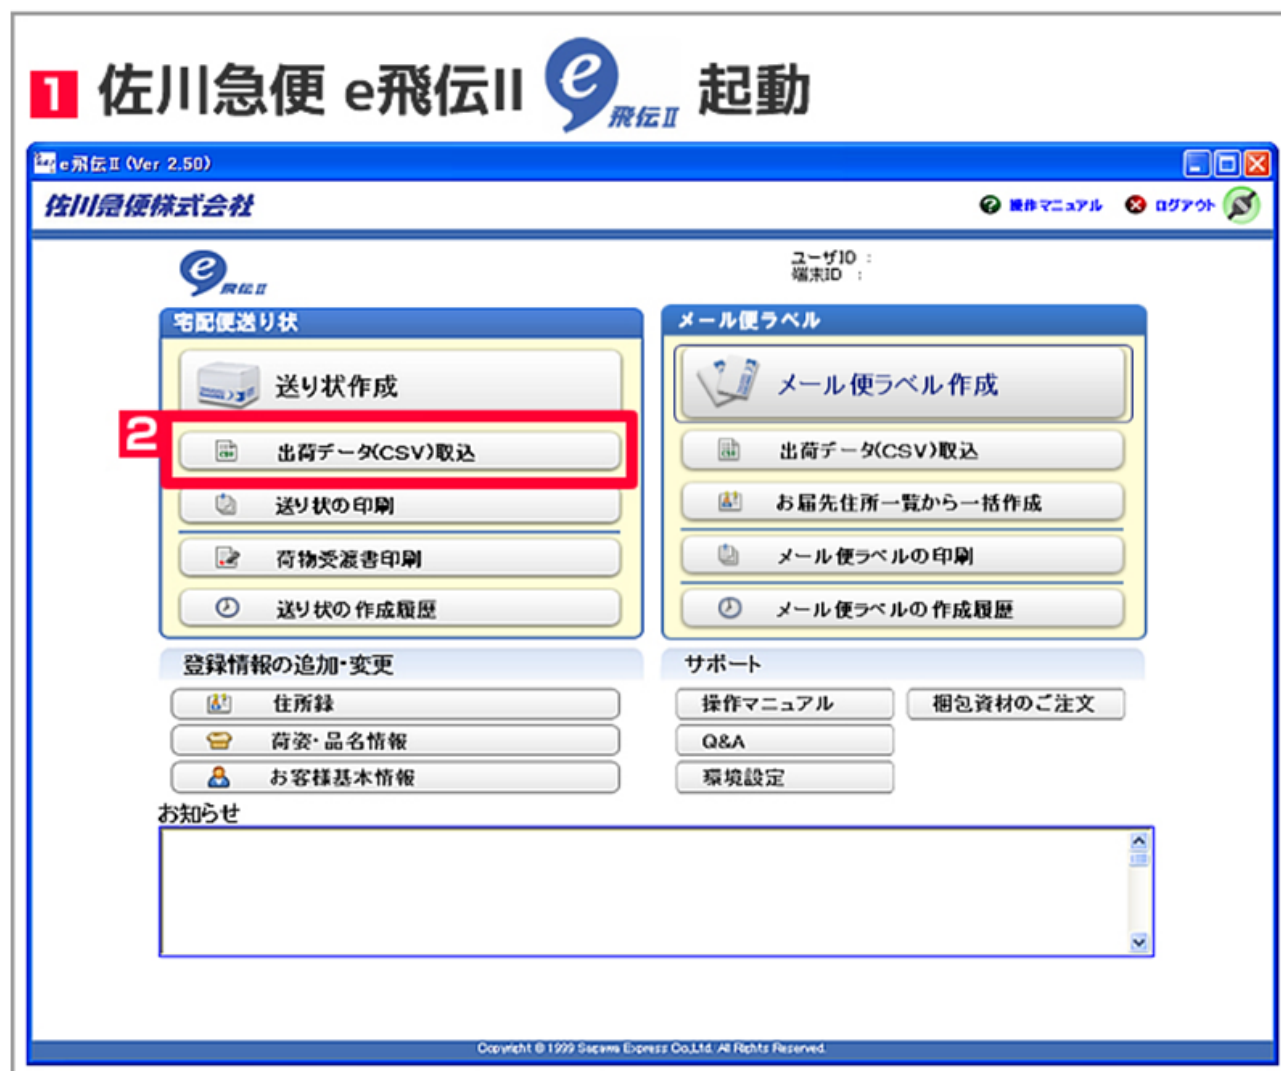 1 佐川急便 e飛伝II e飛伝II 起動
e飛伝Ⅱ (Ver 2.50)
佐川急便株式会社
操作マニュアル ログアウト
e飛伝II
ユーザID :
端末ID :
宅配便送り状
送り状作成
2
出荷データ(CSV)取込
送り状の印刷
荷物受渡書印刷
送り状の作成履歴
メール便ラベル
メール便ラベル作成
出荷データ(CSV)取込
お届先住所一覧から一括作成
メール便ラベルの印刷
メール便ラベルの作成履歴
登録情報の追加・変更
住所録
荷姿・品名情報
お客様基本情報
サポート
操作マニュアル 梱包資材のご注文
Q&A
環境設定
お知らせ
Copyright © 1999 Sagawa Express Co.,Ltd. All Rights Reserved.